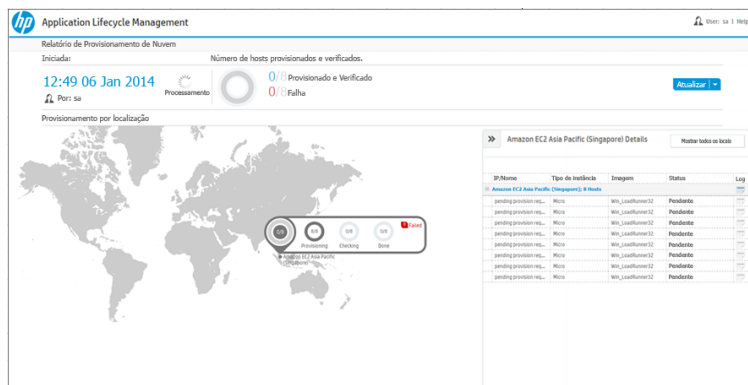 hp
Application Lifecycle Management
User: sa | Help
Relatório de Provisionamento de Nuvem
Iniciada:
Número de hosts provisionados e verificados.
12:49 06 Jan 2014
Por: sa
Processamento
0/8 Provisionado e Verificado
0/8 Falha
Atualizar
Provisionamento por localização
Amazon EC2 Asia Pacific (Singapore) Details
Mostrar todos os locais
IP/Nome Tipo de instância Imagem Status Log
Amazon EC2 Asia Pacific (Singapore); 8 Hosts
pending provision req... Micro Win_LoadRunner32 Pendente
pending provision req... Micro Win_LoadRunner32 Pendente
pending provision req... Micro Win_LoadRunner32 Pendente
pending provision req... Micro Win_LoadRunner32 Pendente
pending provision req... Micro Win_LoadRunner32 Pendente
pending provision req... Micro Win_LoadRunner32 Pendente
pending provision req... Micro Win_LoadRunner32 Pendente
pending provision req... Micro Win_LoadRunner32 Pendente
0/8
Provisioning Checking Done
Amazon EC2 Asia Pacific
(Singapore)